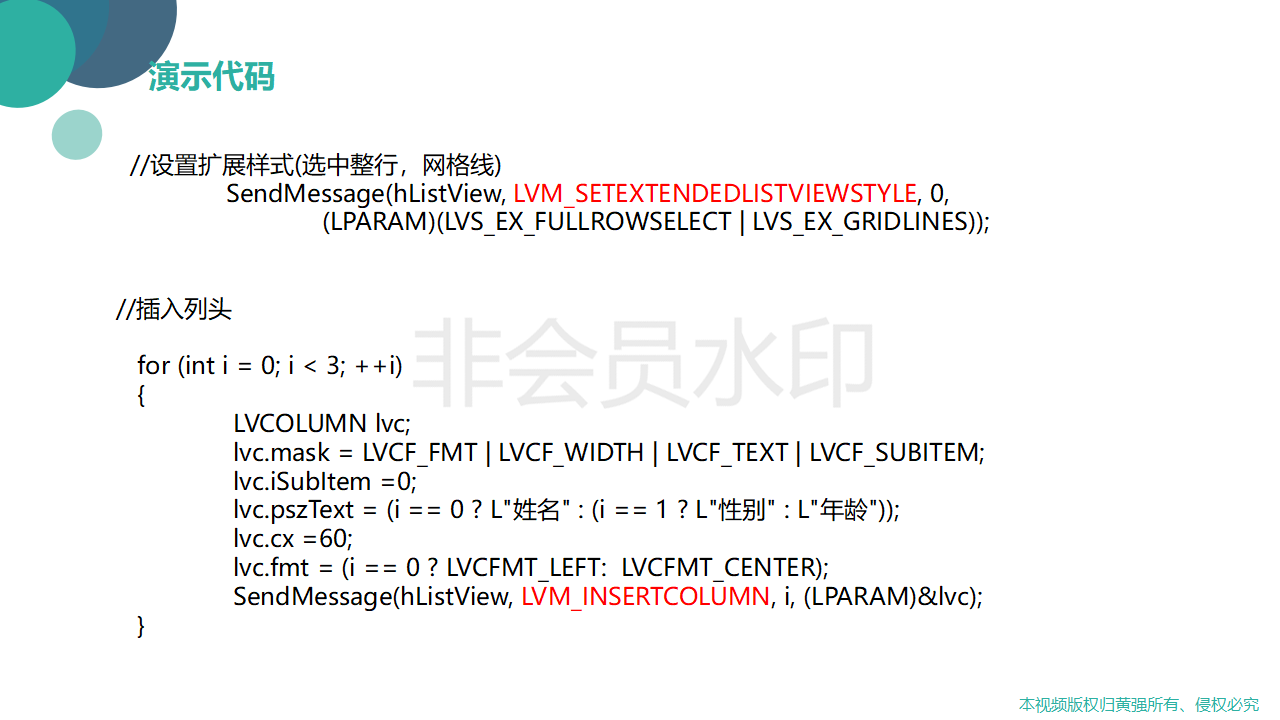 演示代码
//设置扩展样式(选中整行，网格线)
SendMessage(hListView, LVM_SETEXTENDEDLISTVIEWSTYLE, 0,
(LPARAM)(LVS_EX_FULLROWSELECT | LVS_EX_GRIDLINES));
//插入列头
非会员水印
for (int i = 0; i < 3; ++i)
{
LVCOLUMN lvc;
lvc.mask = LVCF_FMT | LVCF_WIDTH | LVCF_TEXT | LVCF_SUBITEM;
lvc.iSubItem =0;
lvc.pszText = (i == 0 ? L"姓名" : (i == 1 ? L"性别" : L"年龄"));
lvc.cx =60;
lvc.fmt = (i == 0 ? LVCFMT_LEFT:  LVCFMT_CENTER);
SendMessage(hListView, LVM_INSERTCOLUMN, i, (LPARAM)&lvc);
}
本视频版权归黄强所有、侵权必究